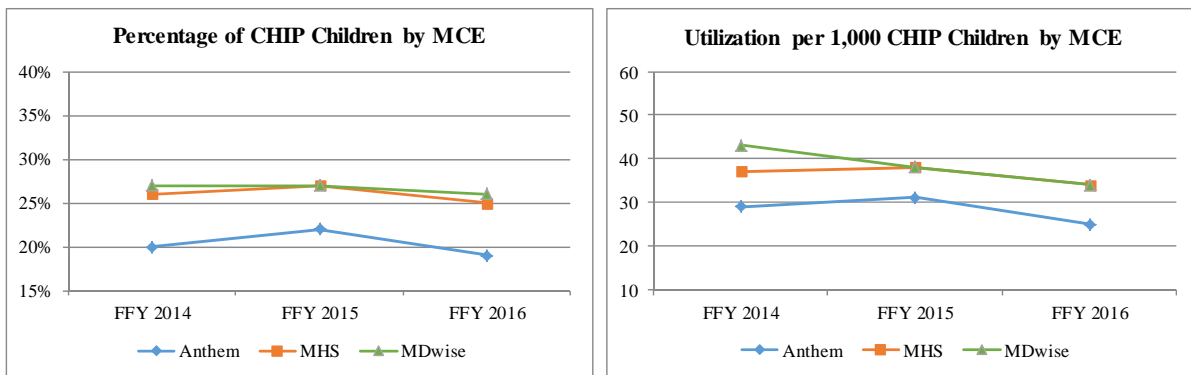 Percentage of CHIP Children by MCE
40%
35%
30%
25%
20%
15%
FFY 2014 FFY 2015 FFY 2016
Anthem MHS MDwise
Utilization per 1,000 CHIP Children by MCE
60
50
40
30
20
10
FFY 2014 FFY 2015 FFY 2016
Anthem MHS MDwise